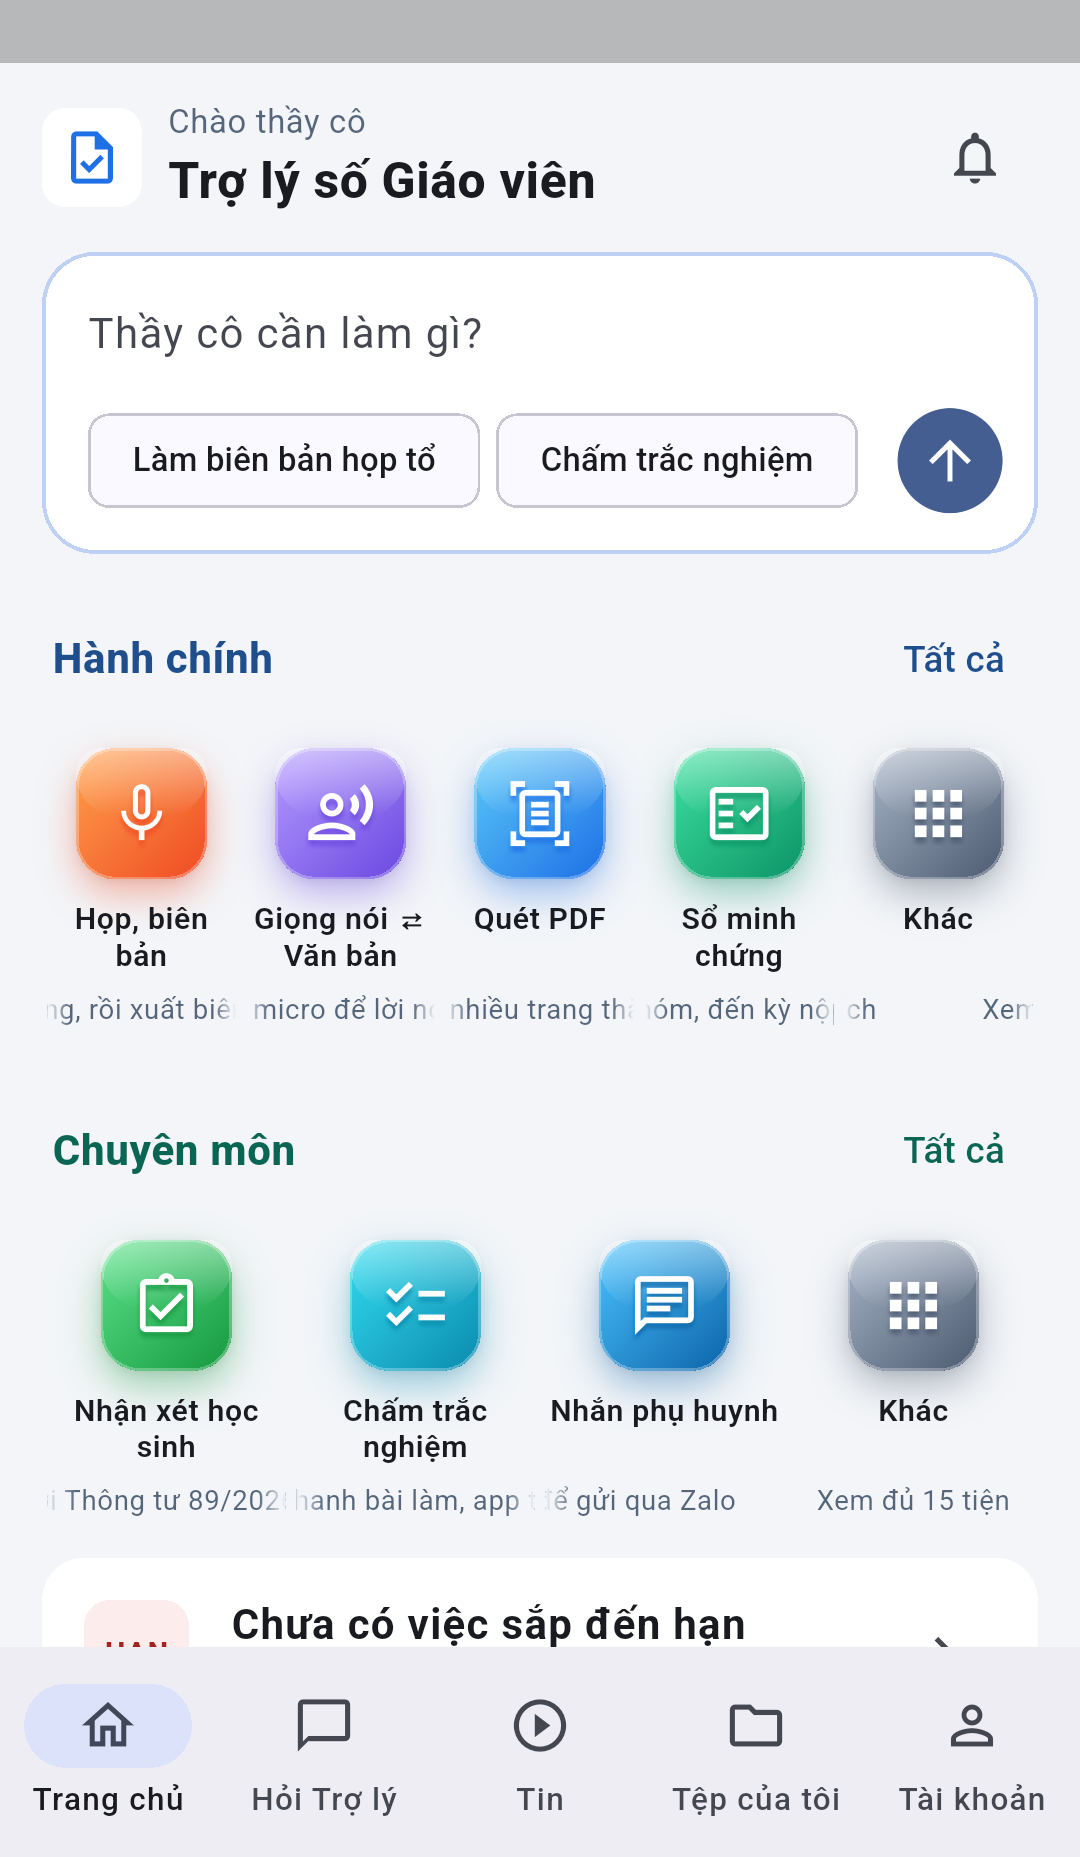 Chào thầy cô
Trợ lý số Giáo viên
Thầy cô cần làm gì?
Làm biên bản họp tổ
Chấm trắc nghiệm
Hành chính
Tất cả
Họp, biên bản
Giọng nói ⇄ Văn bản
Quét PDF
Sổ minh chứng
Khác
rồi xuất
micro để lời
nhiều trang
đến kỳ
Chuyên môn
Tất cả
Nhận xét học sinh
Chấm trắc nghiệm
Nhắn phụ huynh
Khác
Thông tư
bài làm, app
gửi qua Zalo
Xem đủ 15 tiện
Chưa có việc sắp đến hạn
Trang chủ
Hỏi Trợ lý
Tin
Tệp của tôi
Tài khoản